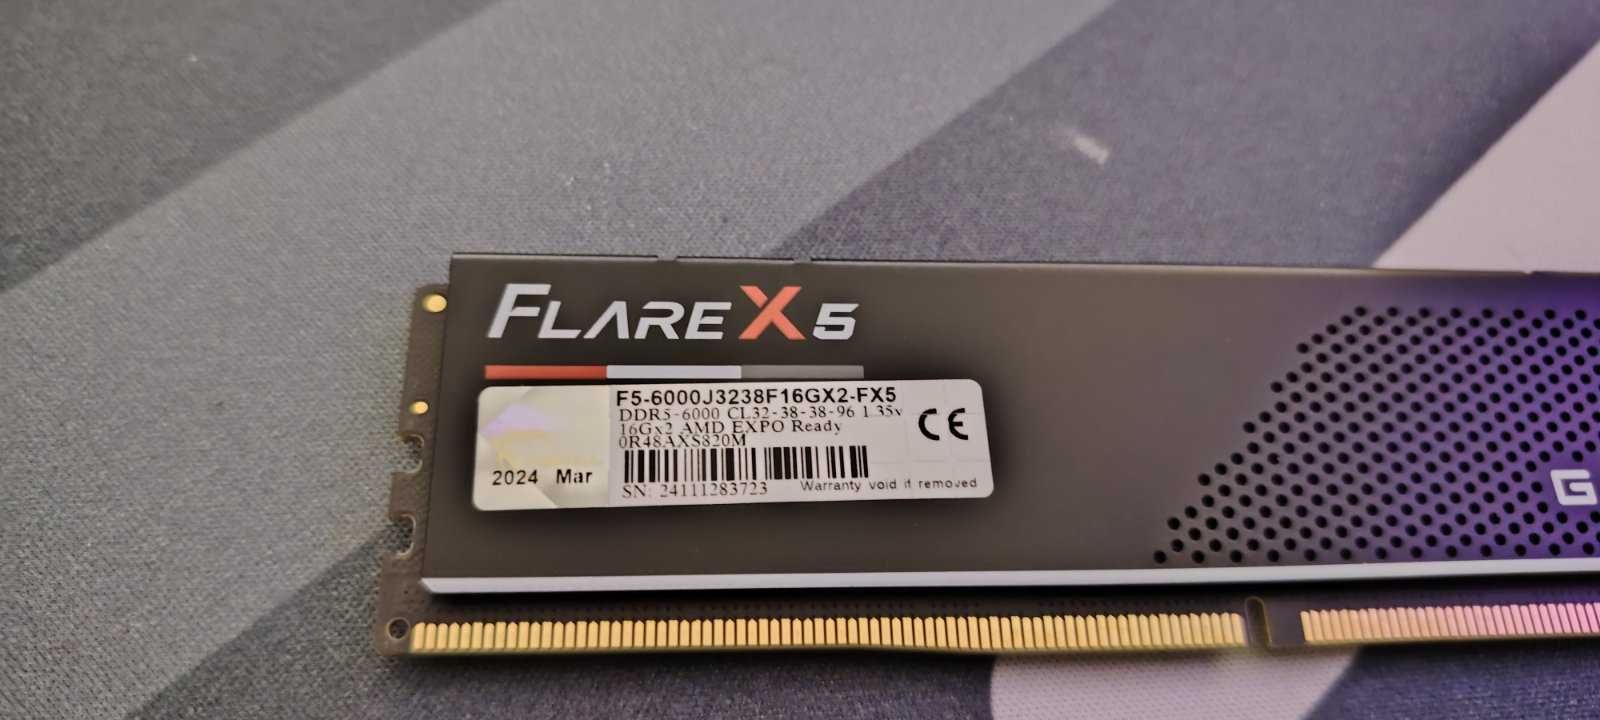 FLARE X5
F5-6000J3238F16GX2-FX5
DDR5-6000 CL32-38-38-96 1.35v
16Gx2 AMD EXPO Ready
0R48AXS820M
CE
2024 Mar
SN: 24111283723
Warranty void if removed
G